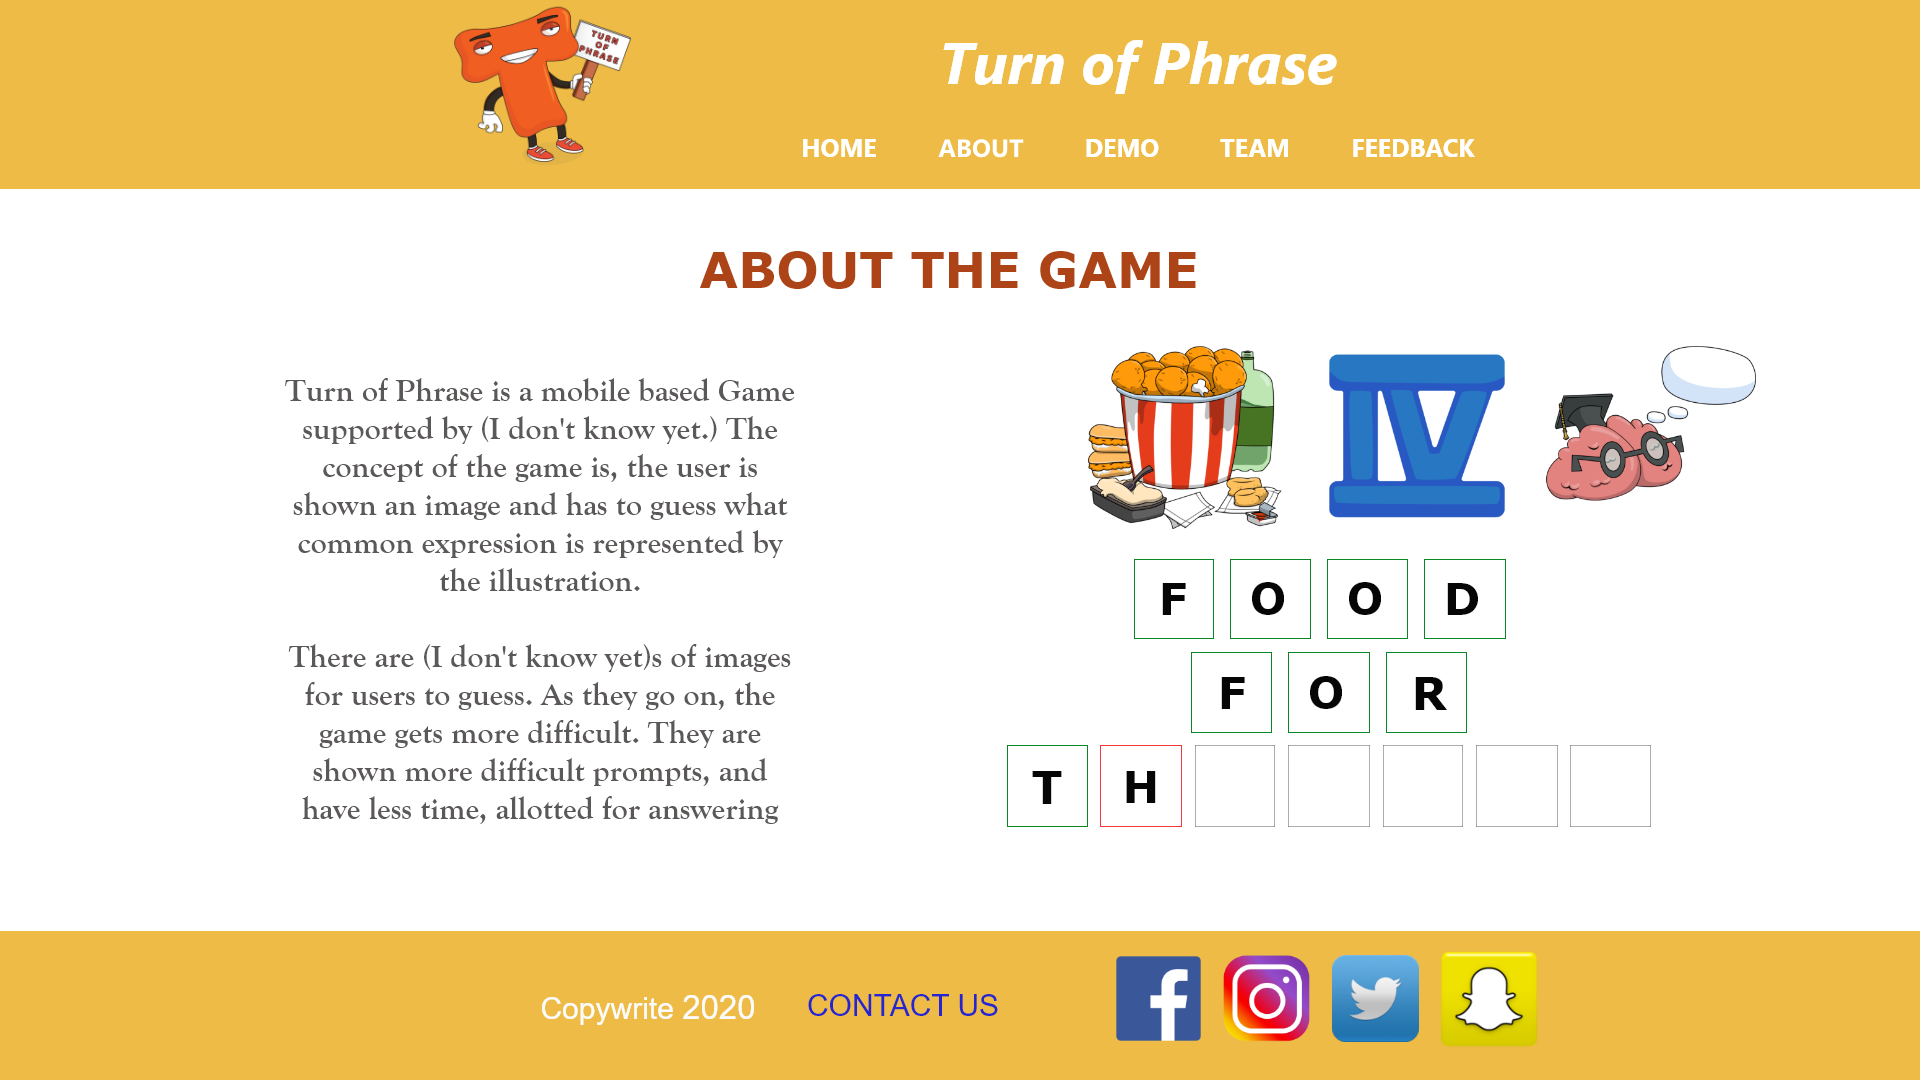 TURN
OF
PHRASE
Turn of Phrase
HOME ABOUT DEMO TEAM FEEDBACK
ABOUT THE GAME
Turn of Phrase is a mobile based Game
supported by (I don't know yet.) The
concept of the game is, the user is
shown an image and has to guess what
common expression is represented by
the illustration.
There are (I don't know yet)s of images
for users to guess. As they go on, the
game gets more difficult. They are
shown more difficult prompts, and
have less time, allotted for answering
IV
F O O D
F O R
T H
Copywrite 2020 CONTACT US